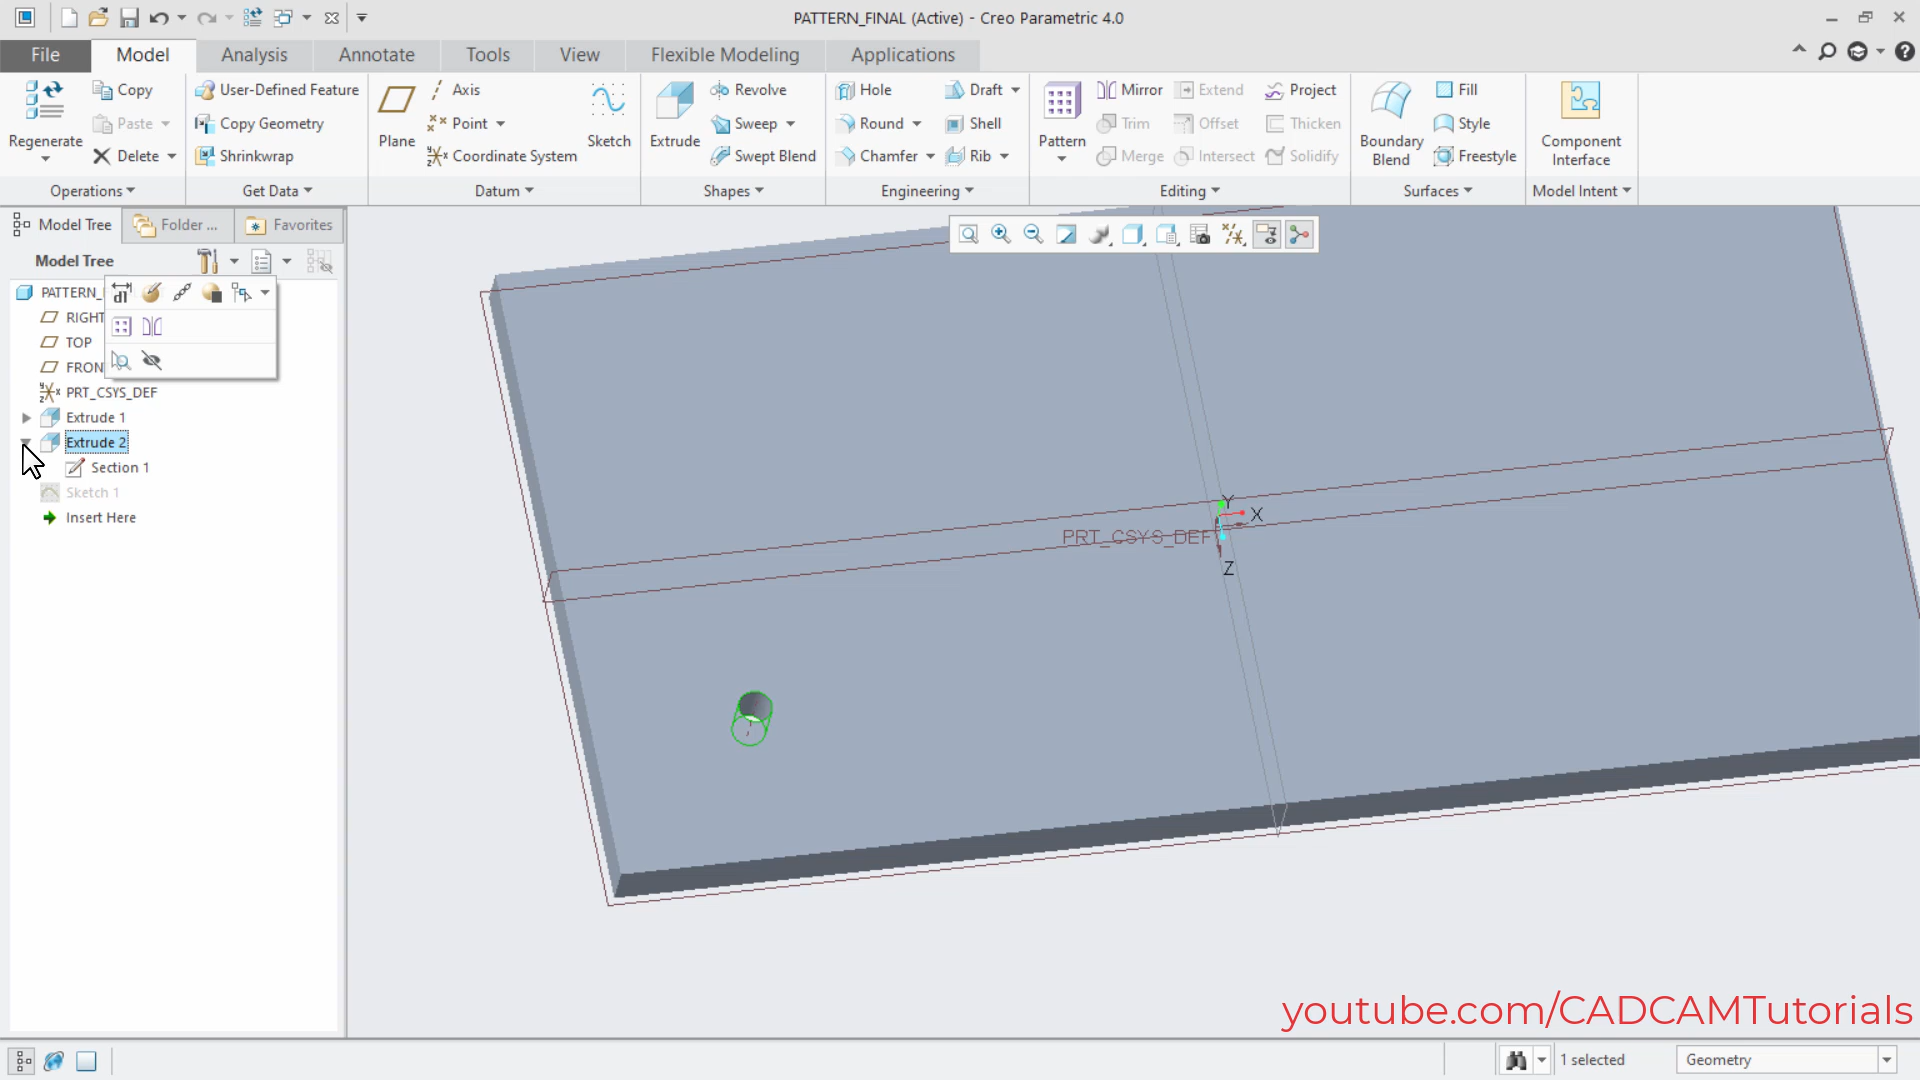 PATTERN_FINAL (Active) - Creo Parametric 4.0
File Model Analysis Annotate Tools View Flexible Modeling Applications
Regenerate
Copy
Paste
Delete
Operations
User-Defined Feature
Copy Geometry
Shrinkwrap
Get Data
Plane
Axis
Point
Coordinate System
Sketch
Datum
Extrude
Revolve
Sweep
Swept Blend
Shapes
Hole
Round
Chamfer
Draft
Shell
Rib
Engineering
Pattern
Mirror
Trim
Merge
Extend
Offset
Intersect
Project
Thicken
Solidify
Editing
Boundary
Blend
Fill
Style
Freestyle
Surfaces
Component
Interface
Model Intent
Model Tree Folder ... Favorites
Model Tree
PATTERN_
RIGHT
TOP
FRON
PRT_CSYS_DEF
Extrude 1
Extrude 2
Section 1
Sketch 1
Insert Here
Y
X
PRT_CSYS_DEF
Z
youtube.com/CADCAMTutorials
1 selected
Geometry